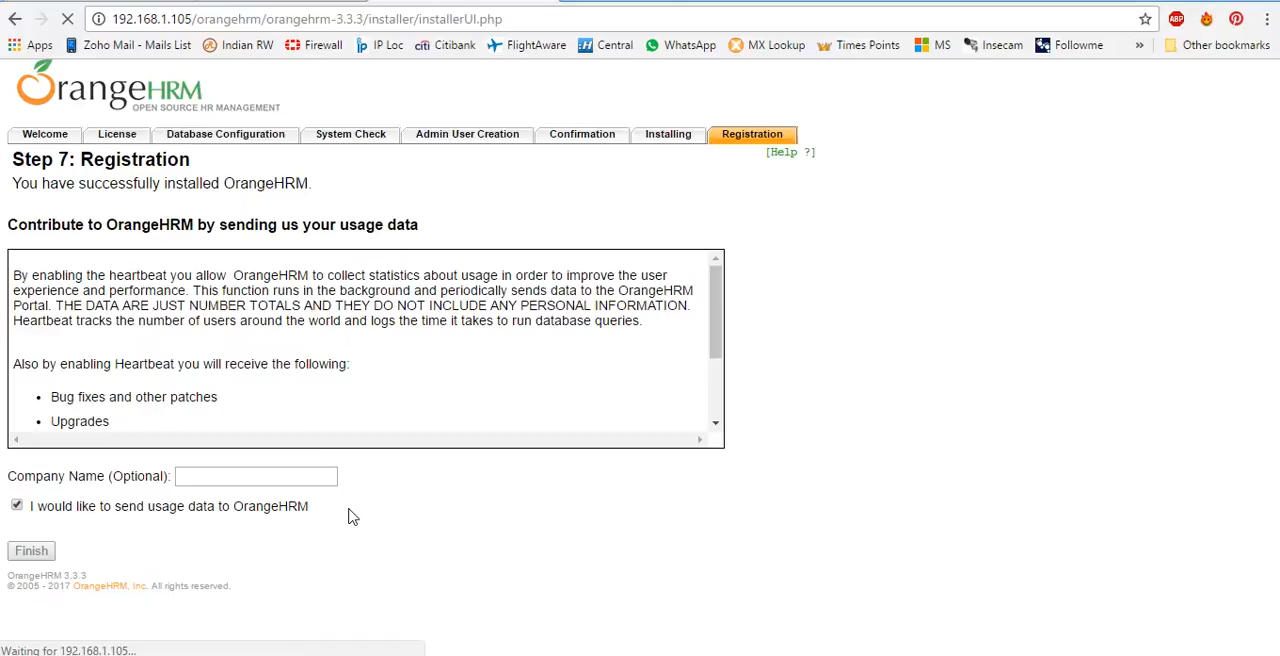 192.168.1.105/orangehrm/orangehrm-3.3.3/installer/installerUI.php
ABP
Apps Zoho Mail - Mails List Indian RW Firewall IP Loc citi Citibank FlightAware Central WhatsApp MX Lookup Times Points MS Insecam Followme » Other bookmarks
OrangeHRM
OPEN SOURCE HR MANAGEMENT
Welcome License Database Configuration System Check Admin User Creation Confirmation Installing Registration
[Help ?]
Step 7: Registration
You have successfully installed OrangeHRM.
Contribute to OrangeHRM by sending us your usage data
By enabling the heartbeat you allow OrangeHRM to collect statistics about usage in order to improve the user
experience and performance. This function runs in the background and periodically sends data to the OrangeHRM
Portal. THE DATA ARE JUST NUMBER TOTALS AND THEY DO NOT INCLUDE ANY PERSONAL INFORMATION.
Heartbeat tracks the number of users around the world and logs the time it takes to run database queries.
Also by enabling Heartbeat you will receive the following:
• Bug fixes and other patches
• Upgrades
Company Name (Optional):
I would like to send usage data to OrangeHRM
Finish
OrangeHRM 3.3.3
© 2005 - 2017 OrangeHRM, Inc. All rights reserved.
Waiting for 192.168.1.105...